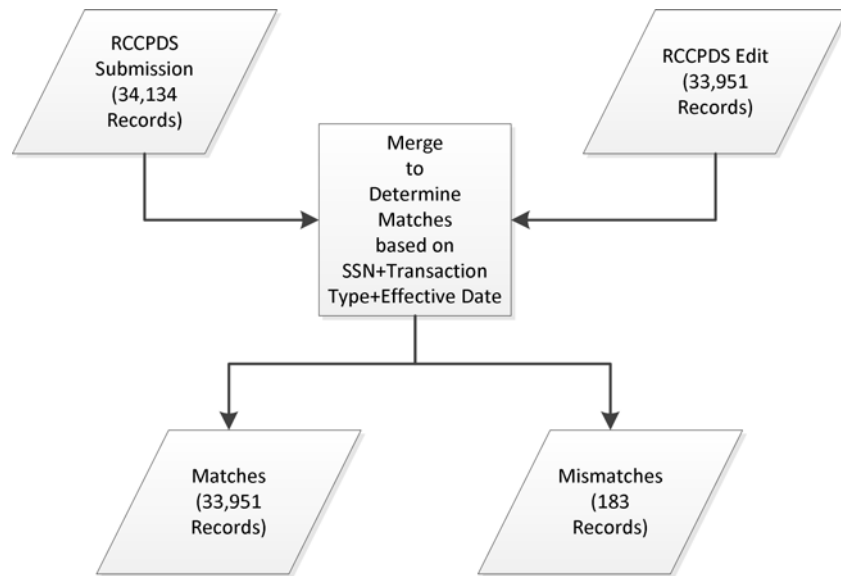 RCCPDS
Submission
(34,134
Records)
RCCPDS Edit
(33,951
Records)
Merge
to
Determine
Matches
based on
SSN+Transaction
Type+Effective Date
Matches
(33,951
Records)
Mismatches
(183
Records)